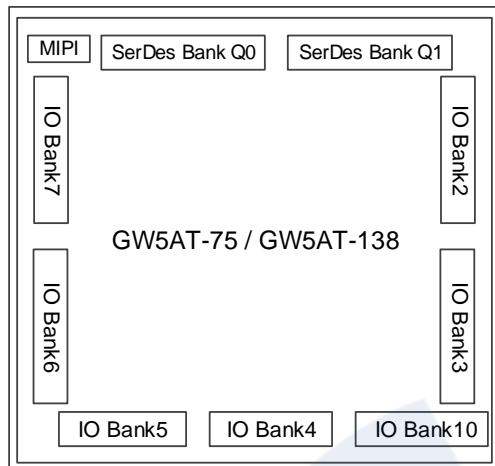 MIPI
SerDes Bank Q0
SerDes Bank Q1
IO Bank7
IO Bank2
GW5AT-75 / GW5AT-138
IO Bank6
IO Bank3
IO Bank5
IO Bank4
IO Bank10